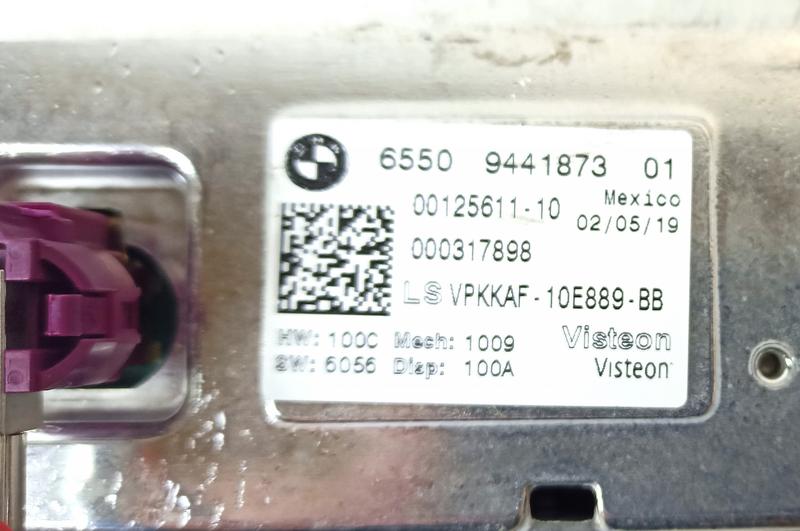 BMW
6550 9441873 01
00125611-10 Mexico
02/05/19
000317898
LS VPKKAF-10E889-BB
HW: 100C Mech: 1009 Visteon
SW: 6056 Disp: 100A Visteon